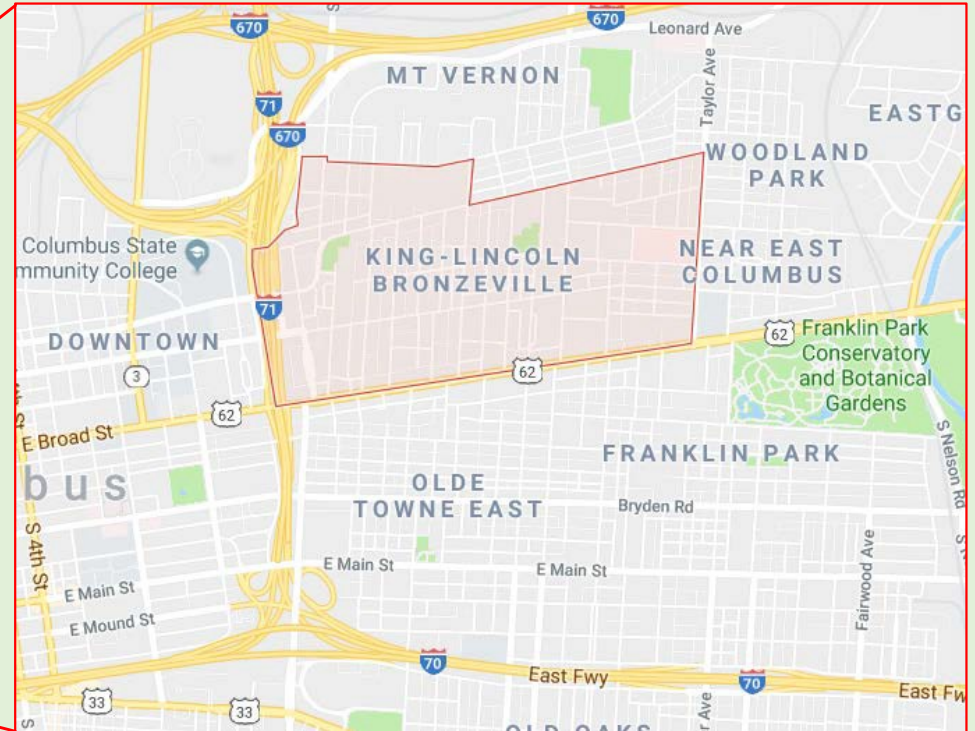 670
670
Leonard Ave
MT VERNON
Taylor Ave
71
EASTG
670
WOODLAND
PARK
Columbus State
mmunity College
KING-LINCOLN
BRONZEVILLE
NEAR EAST
COLUMBUS
71
DOWNTOWN
62
Franklin Park
Conservatory
and Botanical
Gardens
3
62
62
E Broad St
S Nelson Rd
FRANKLIN PARK
bus
OLDE
TOWNE EAST
Bryden Rd
S 4th St
E Main St
E Main St
Fairwood Ave
E Main St
E Mound St
70
East Fwy
70
East Fw
33
33
r Ave
OLD OAKS